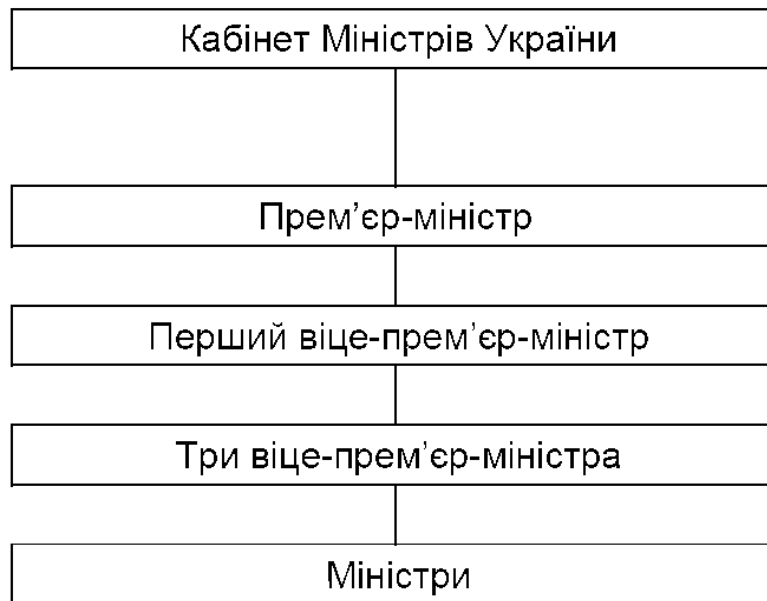 Кабінет Міністрів України
Прем’єр-міністр
Перший віце-прем’єр-міністр
Три віце-прем’єр-міністра
Міністри